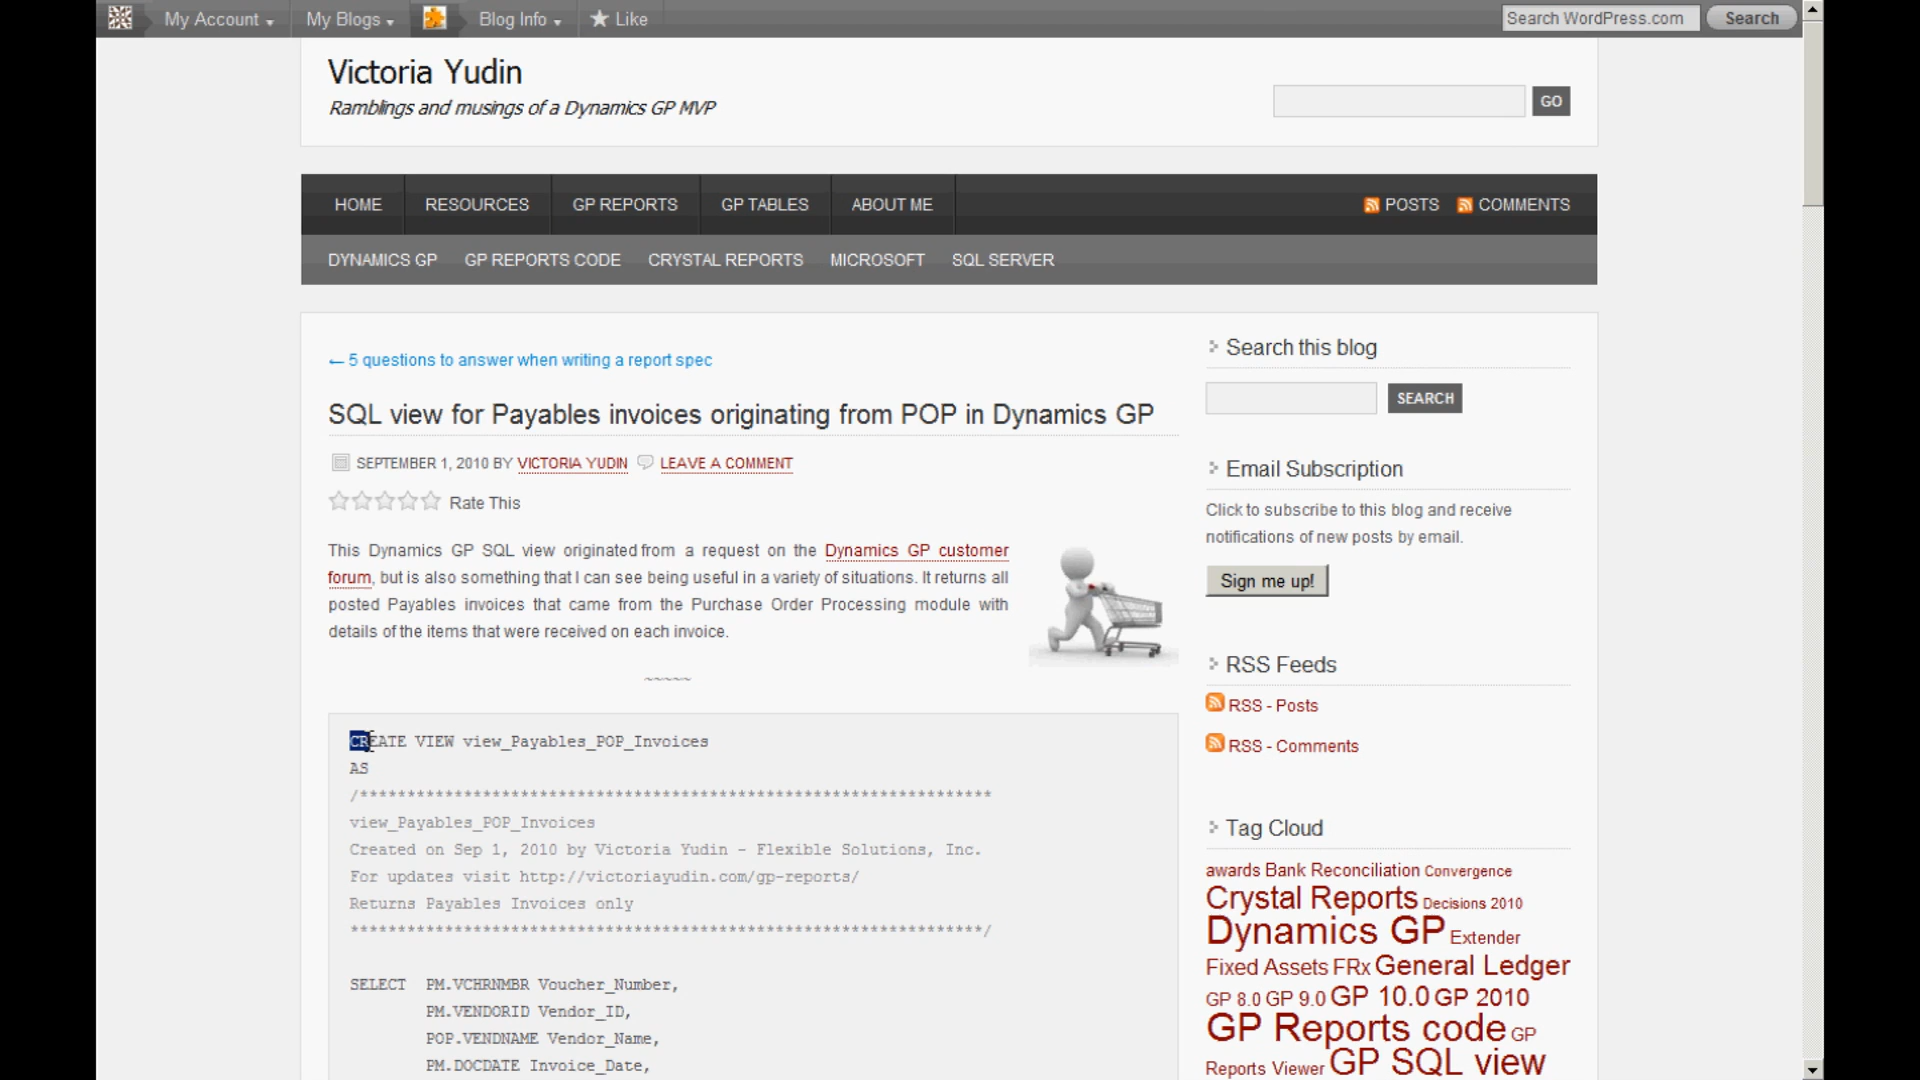 My Account
My Blogs
Blog Info
Like
Search WordPress.com
Search
Victoria Yudin
Ramblings and musings of a Dynamics GP MVP
GO
HOME
RESOURCES
GP REPORTS
GP TABLES
ABOUT ME
POSTS
COMMENTS
DYNAMICS GP
GP REPORTS CODE
CRYSTAL REPORTS
MICROSOFT
SQL SERVER
← 5 questions to answer when writing a report spec
SQL view for Payables invoices originating from POP in Dynamics GP
SEPTEMBER 1, 2010 BY VICTORIA YUDIN LEAVE A COMMENT
Rate This
This Dynamics GP SQL view originated from a request on the Dynamics GP customer
forum, but is also something that I can see being useful in a variety of situations. It returns all
posted Payables invoices that came from the Purchase Order Processing module with
details of the items that were received on each invoice.
~~~~~
CREATE VIEW view_Payables_POP_Invoices
AS
/*******************************************************************
view_Payables_POP_Invoices
Created on Sep 1, 2010 by Victoria Yudin - Flexible Solutions, Inc.
For updates visit http://victoriayudin.com/gp-reports/
Returns Payables Invoices only
*******************************************************************/
SELECT PM.VCHRNMBR Voucher_Number,
PM.VENDORID Vendor_ID,
POP.VENDNAME Vendor_Name,
PM.DOCDATE Invoice_Date,
Search this blog
SEARCH
Email Subscription
Click to subscribe to this blog and receive
notifications of new posts by email.
Sign me up!
RSS Feeds
RSS - Posts
RSS - Comments
Tag Cloud
awards Bank Reconciliation Convergence
Crystal Reports Decisions 2010
Dynamics GP Extender
Fixed Assets FRx General Ledger
GP 8.0 GP 9.0 GP 10.0 GP 2010
GP Reports code GP
Reports Viewer GP SQL view